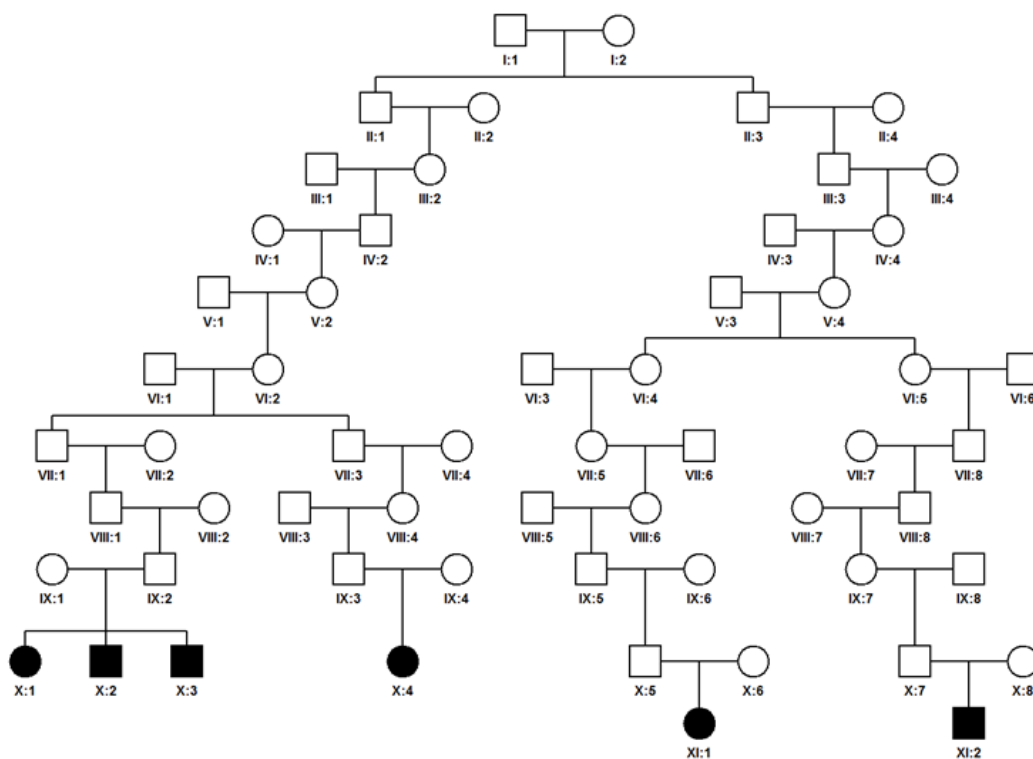 I:1 I:2
II:1 II:2 II:3 II:4
III:1 III:2 III:3 III:4
IV:1 IV:2 IV:3 IV:4
V:1 V:2 V:3 V:4
VI:1 VI:2 VI:3 VI:4 VI:5 VI:6
VII:1 VII:2 VII:3 VII:4 VII:5 VII:6 VII:7 VII:8
VIII:1 VIII:2 VIII:3 VIII:4 VIII:5 VIII:6 VIII:7 VIII:8
IX:1 IX:2 IX:3 IX:4 IX:5 IX:6 IX:7 IX:8
X:1 X:2 X:3 X:4 X:5 X:6 X:7 X:8
XI:1 XI:2